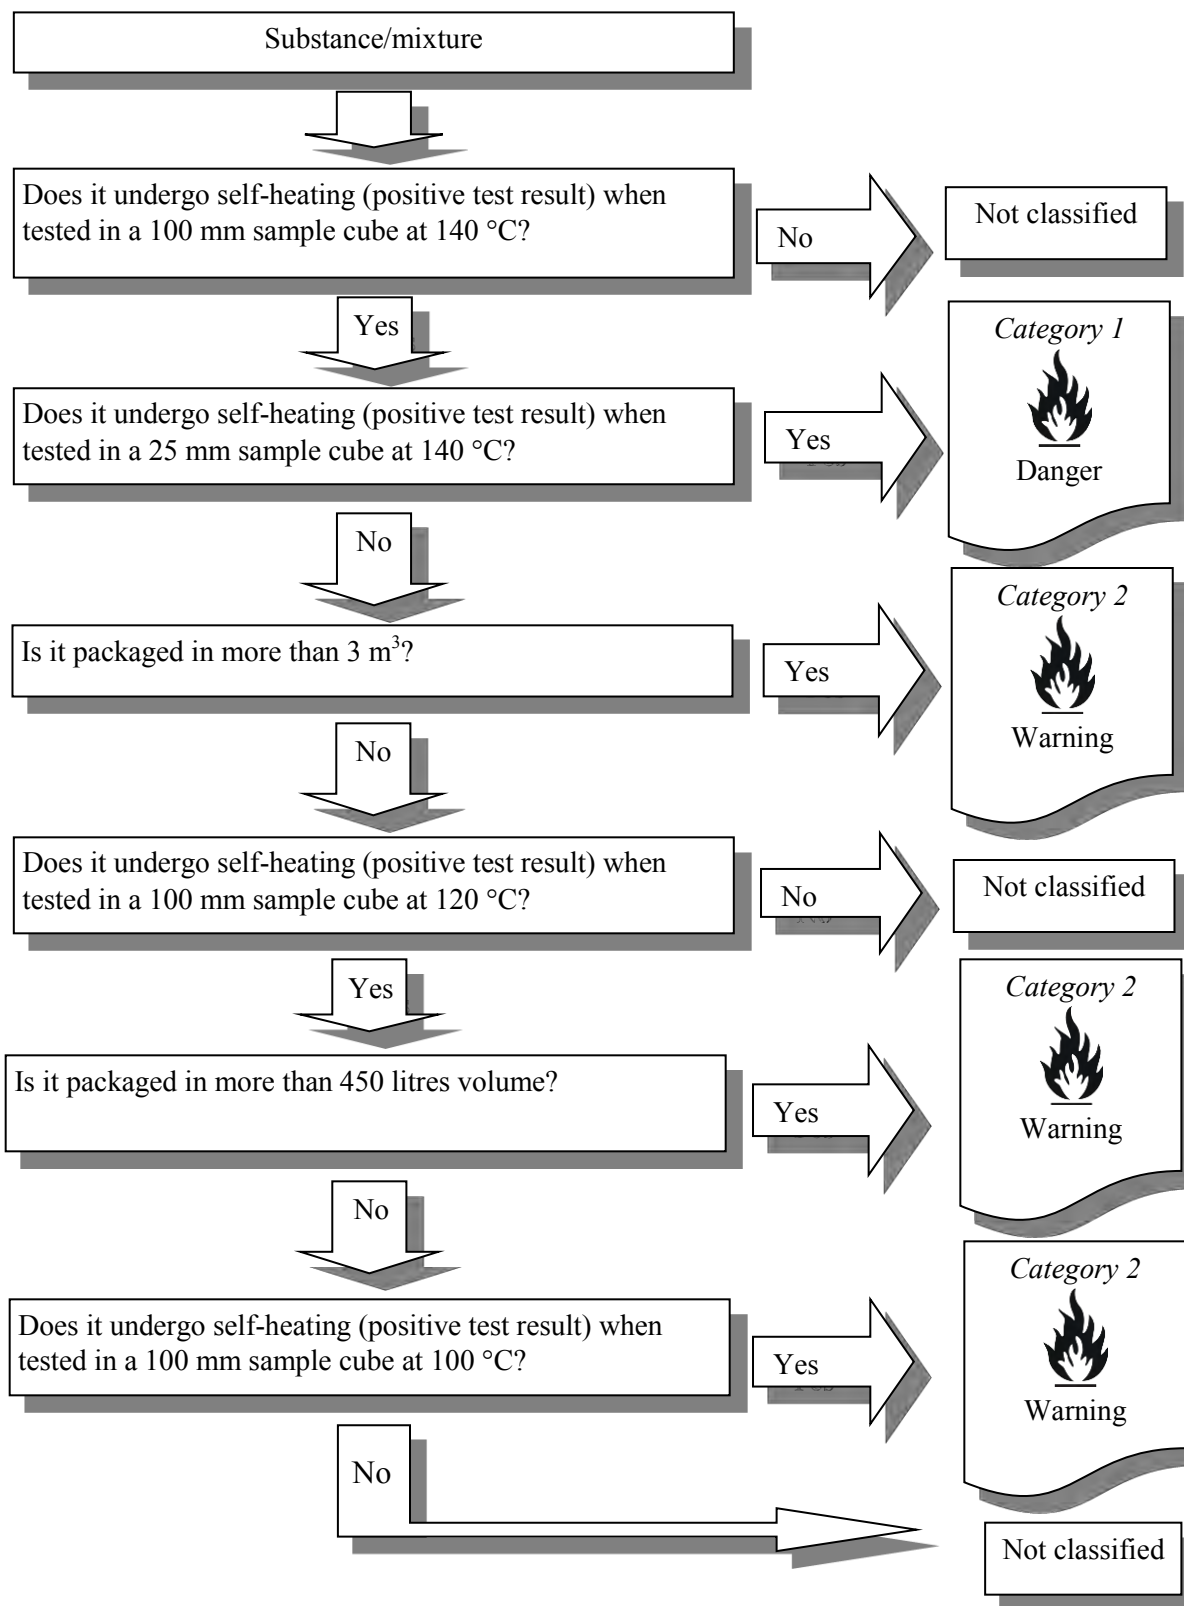 Substance/mixture
Does it undergo self-heating (positive test result) when
tested in a 100 mm sample cube at 140 °C?
No
Not classified
Yes
Category 1
Danger
Does it undergo self-heating (positive test result) when
tested in a 25 mm sample cube at 140 °C?
Yes
No
Category 2
Warning
Is it packaged in more than 3 m³?
Yes
No
Does it undergo self-heating (positive test result) when
tested in a 100 mm sample cube at 120 °C?
No
Not classified
Yes
Category 2
Warning
Is it packaged in more than 450 litres volume?
Yes
No
Category 2
Warning
Does it undergo self-heating (positive test result) when
tested in a 100 mm sample cube at 100 °C?
Yes
No
Not classified